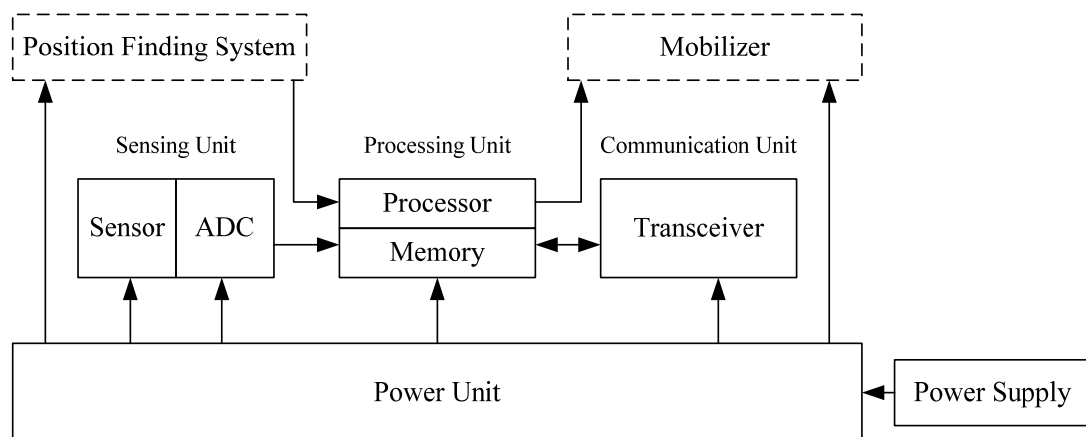 Position Finding System
Mobilizer
Sensing Unit
Processing Unit
Communication Unit
Sensor
ADC
Processor
Memory
Transceiver
Power Unit
Power Supply